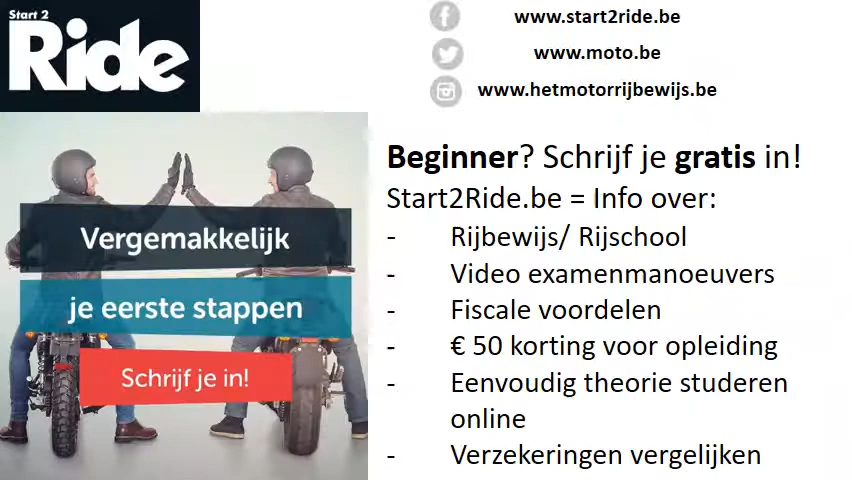 Start 2
Ride
www.start2ride.be
www.moto.be
www.hetmotorrijbewijs.be
Vergemakkelijk
je eerste stappen
Schrijf je in!
Beginner? Schrijf je gratis in!
Start2Ride.be = Info over:
- Rijbewijs/ Rijschool
- Video examenmanoeuvers
- Fiscale voordelen
- € 50 korting voor opleiding
- Eenvoudig theorie studeren
online
- Verzekeringen vergelijken